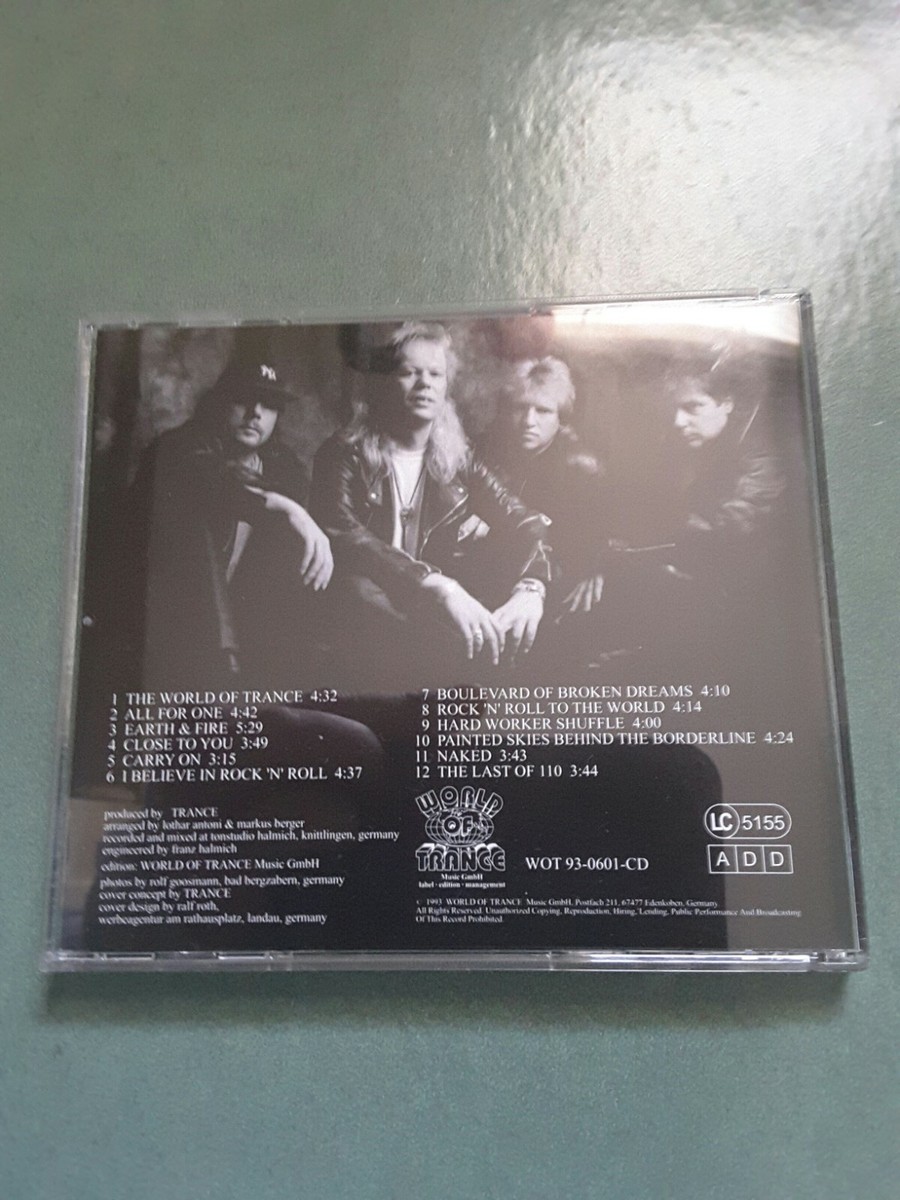 NY
1 THE WORLD OF TRANCE 4:32
2 ALL FOR ONE 4:42
3 EARTH & FIRE 5:29
4 CLOSE TO YOU 3:49
5 CARRY ON 3:15
6 I BELIEVE IN ROCK 'N' ROLL 4:37
7 BOULEVARD OF BROKEN DREAMS 4:10
8 ROCK 'N' ROLL TO THE WORLD 4:14
9 HARD WORKER SHUFFLE 4:00
10 PAINTED SKIES BEHIND THE BORDERLINE 4:24
11 NAKED 3:43
12 THE LAST OF 110 3:44
produced by TRANCE
arranged by lothar antoni & markus berger
recorded and mixed at tonstudio halmich, knittlingen, germany
engineered by franz halmich
edition: WORLD OF TRANCE Music GmbH
photos by rolf goosmann, bad bergzabern, germany
cover concept by TRANCE
cover design by ralf roth,
werbeagentur am rathausplatz, landau, germany
WORLD
OF
TRANCE
Music GmbH
label · edition · management
WOT 93-0601-CD
LC 5155
A D D
© 1993 WORLD OF TRANCE Music GmbH, Postfach 211, 67477 Edenkoben, Germany
All Rights Reserved. Unauthorized Copying, Reproduction, Hiring, Lending, Public Performance And Broadcasting
Of This Record Prohibited.